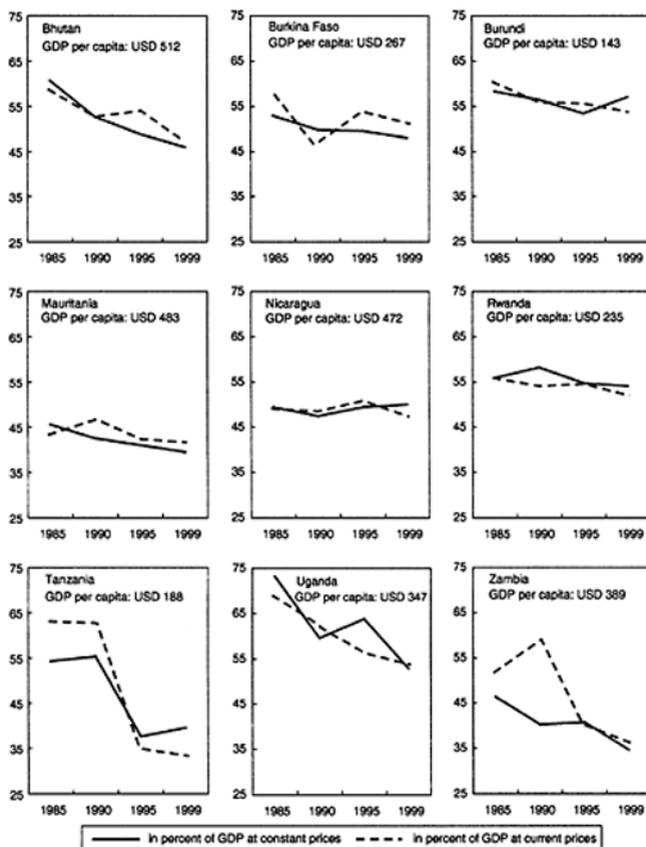 Bhutan
GDP per capita: USD 512
75
65
55
45
35
25
1985 1990 1995 1999
Burkina Faso
GDP per capita: USD 267
75
65
55
45
35
25
1985 1990 1995 1999
Burundi
GDP per capita: USD 143
75
65
55
45
35
25
1985 1990 1995 1999
Mauritania
GDP per capita: USD 483
75
65
55
45
35
25
1985 1990 1995 1999
Nicaragua
GDP per capita: USD 472
75
65
55
45
35
25
1985 1990 1995 1999
Rwanda
GDP per capita: USD 235
75
65
55
45
35
25
1985 1990 1995 1999
Tanzania
GDP per capita: USD 188
75
65
55
45
35
25
1985 1990 1995 1999
Uganda
GDP per capita: USD 347
75
65
55
45
35
25
1985 1990 1995 1999
Zambia
GDP per capita: USD 389
75
65
55
45
35
25
1985 1990 1995 1999
In percent of GDP at constant prices In percent of GDP at current prices